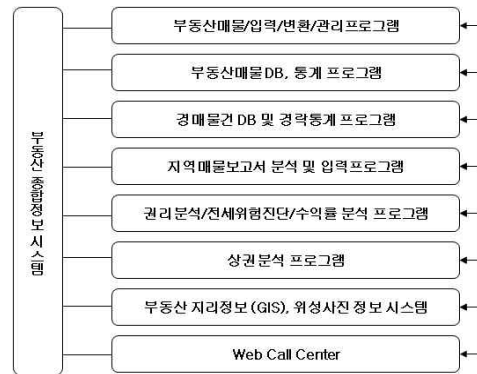 부동산 종합정보 시스템
부동산매물/입력/변환/관리프로그램
부동산매물DB, 통계 프로그램
경매물건 DB 및 경락통계 프로그램
지역매물보고서 분석 및 입력프로그램
권리분석/전세위험진단/수익률 분석 프로그램
상권분석 프로그램
부동산 지리정보(GIS), 위성사진 정보 시스템
Web Call Center